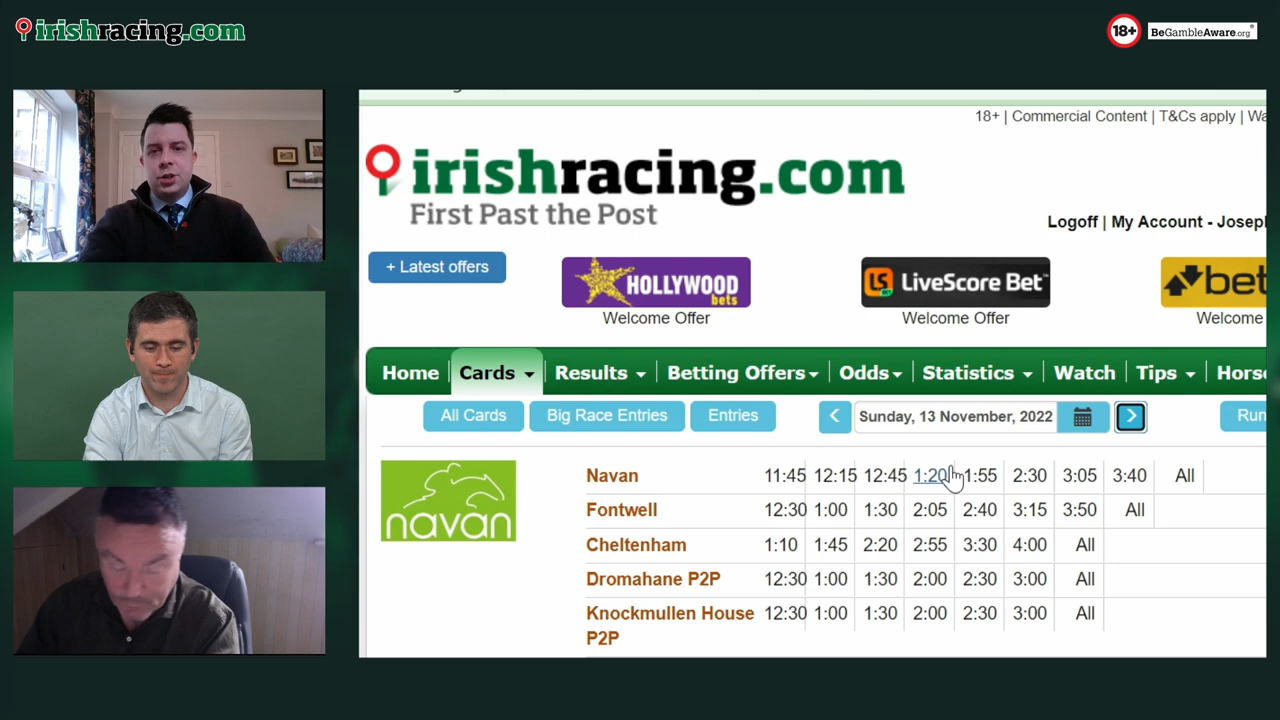 irishracing.com
18+ BeGambleAware.org®
18+ | Commercial Content | T&Cs apply | Wa
irishracing.com
First Past the Post
Logoff | My Account - Joseph
+ Latest offers
HOLLYWOOD bets
LiveScore Bet
bet
Welcome Offer
Welcome Offer
Welcome
Home Cards Results Betting Offers Odds Statistics Watch Tips Horse
All Cards Big Race Entries Entries < Sunday, 13 November, 2022 > Run
navan
Navan 11:45 12:15 12:45 1:20 1:55 2:30 3:05 3:40 All
Fontwell 12:30 1:00 1:30 2:05 2:40 3:15 3:50 All
Cheltenham 1:10 1:45 2:20 2:55 3:30 4:00 All
Dromahane P2P 12:30 1:00 1:30 2:00 2:30 3:00 All
Knockmullen House 12:30 1:00 1:30 2:00 2:30 3:00 All
P2P